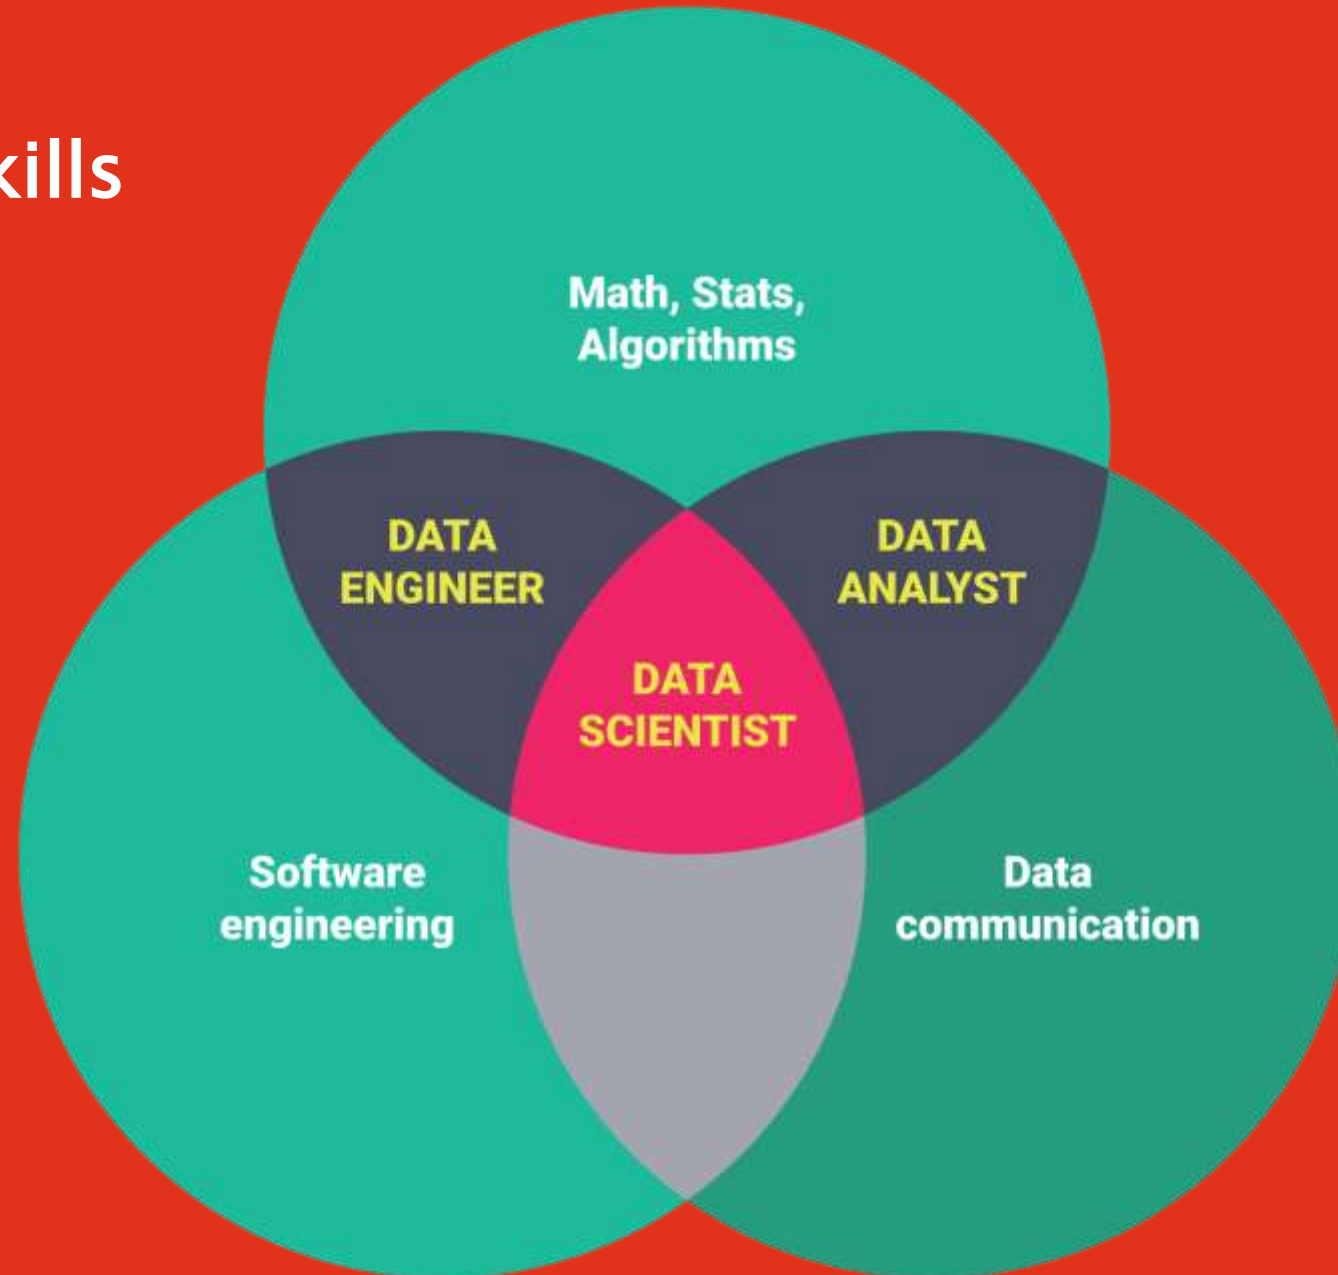 kills
Math, Stats,
Algorithms
DATA
ENGINEER
DATA
ANALYST
DATA
SCIENTIST
Software
engineering
Data
communication